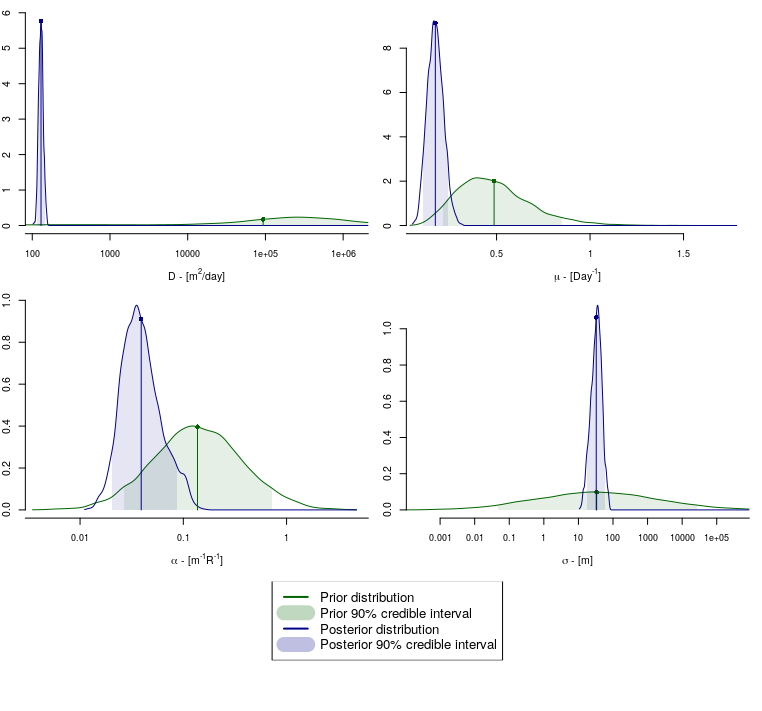 0 1 2 3 4 5 6
100 1000 10000 1e+05 1e+06
D - [m²/day]
0 2 4 6 8
0.5 1 1.5
μ - [Day⁻¹]
0.0 0.2 0.4 0.6 0.8 1.0
0.01 0.1 1
α - [m⁻¹R⁻¹]
0.0 0.2 0.4 0.6 0.8 1.0
0.001 0.01 0.1 1 10 100 1000 10000 1e+05
σ - [m]
Prior distribution
Prior 90% credible interval
Posterior distribution
Posterior 90% credible interval